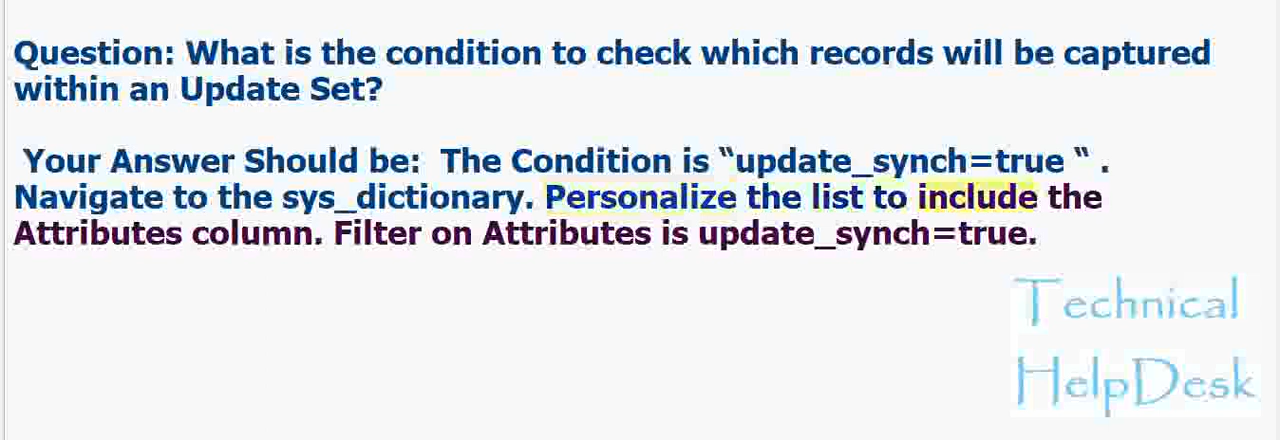 Question: What is the condition to check which records will be captured
within an Update Set?
Your Answer Should be: The Condition is “update_synch=true “ .
Navigate to the sys_dictionary. Personalize the list to include the
Attributes column. Filter on Attributes is update_synch=true.
Technical
HelpDesk